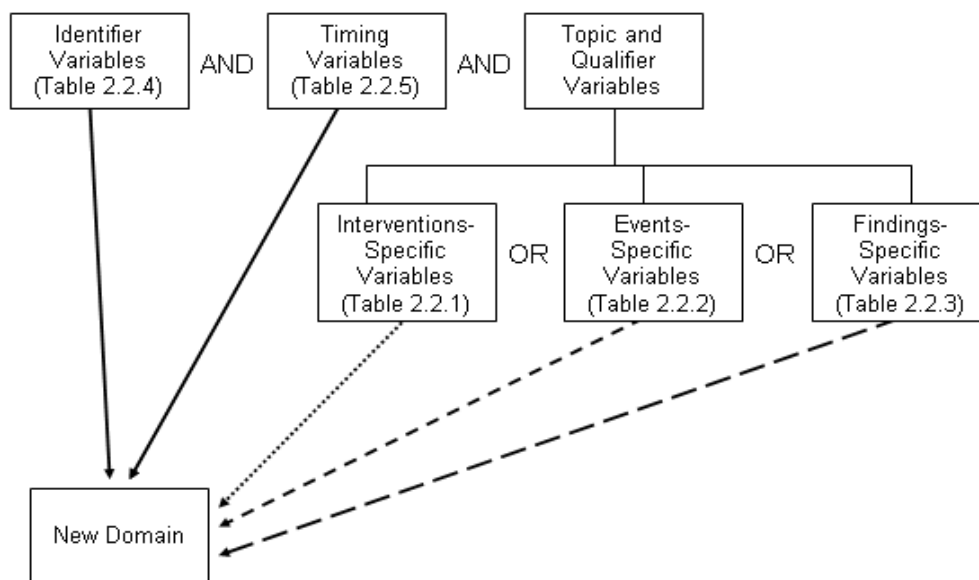 Identifier
Variables
(Table 2.2.4)
AND
Timing
Variables
(Table 2.2.5)
AND
Topic and
Qualifier
Variables
Interventions-
Specific
Variables
(Table 2.2.1)
OR
Events-
Specific
Variables
(Table 2.2.2)
OR
Findings-
Specific
Variables
(Table 2.2.3)
New Domain